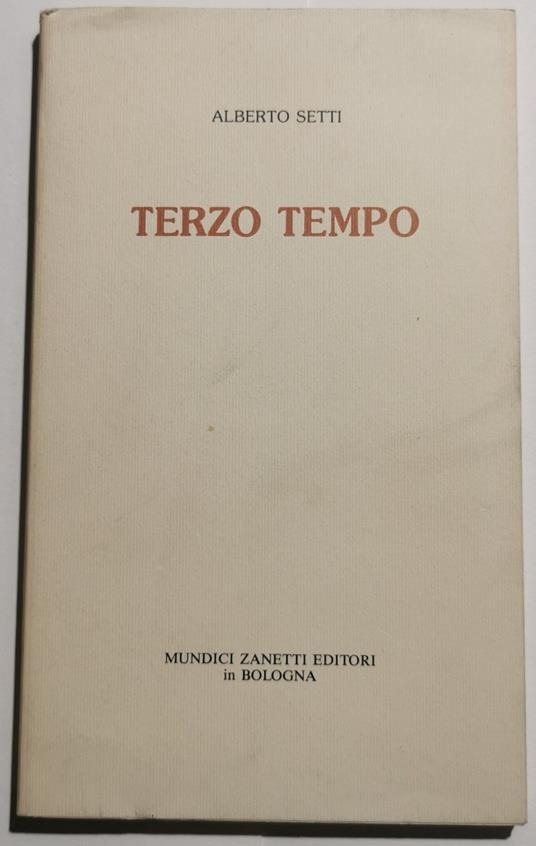 ALBERTO SETTI
TERZO TEMPO
MUNDICI ZANETTI EDITORI
in BOLOGNA